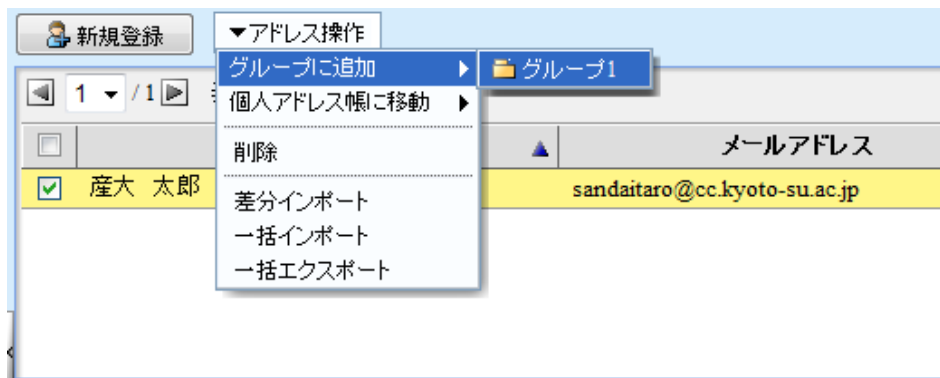 新規登録 ▼アドレス操作
グループに追加 グループ1
1 / 1
個人アドレス帳に移動
メールアドレス
削除
産大 太郎 sandaitaro@cc.kyoto-su.ac.jp
差分インポート
一括インポート
一括エクスポート